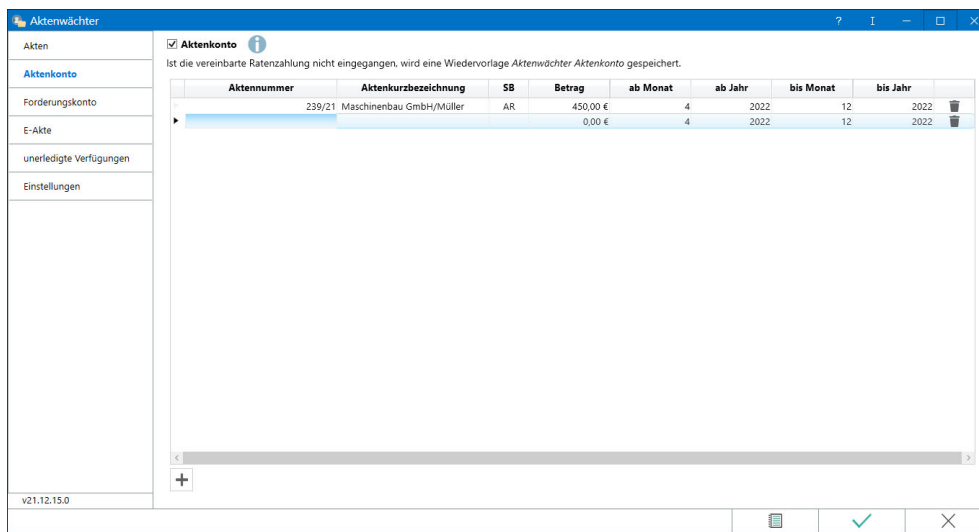 Aktenwächter
Akten
Aktenkonto
Forderungskonto
E-Akte
unerledigte Verfügungen
Einstellungen
v21.12.15.0
Aktenkonto
Ist die vereinbarte Ratenzahlung nicht eingegangen, wird eine Wiedervorlage Aktenwächter Aktenkonto gespeichert.
Aktennummer Aktenkurzbezeichnung SB Betrag ab Monat ab Jahr bis Monat bis Jahr
239/21 Maschinenbau GmbH/Müller AR 450,00 € 4 2022 12 2022
0,00 € 4 2022 12 2022